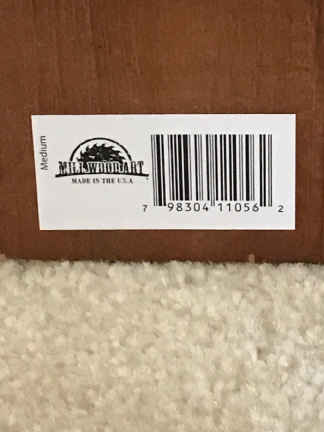 Medium
MILLWOODART
MADE IN THE U.S.A
7 98304 11056 2